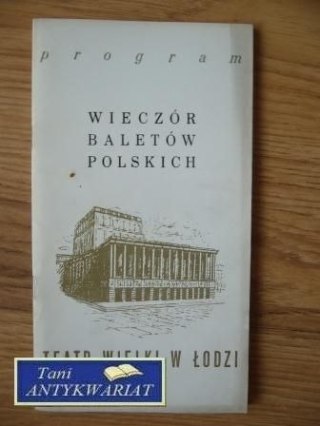 program
WIECZÓR
BALETÓW
POLSKICH
TEATR WIELKI W ŁODZI
Tani
ANTYKWARIAT